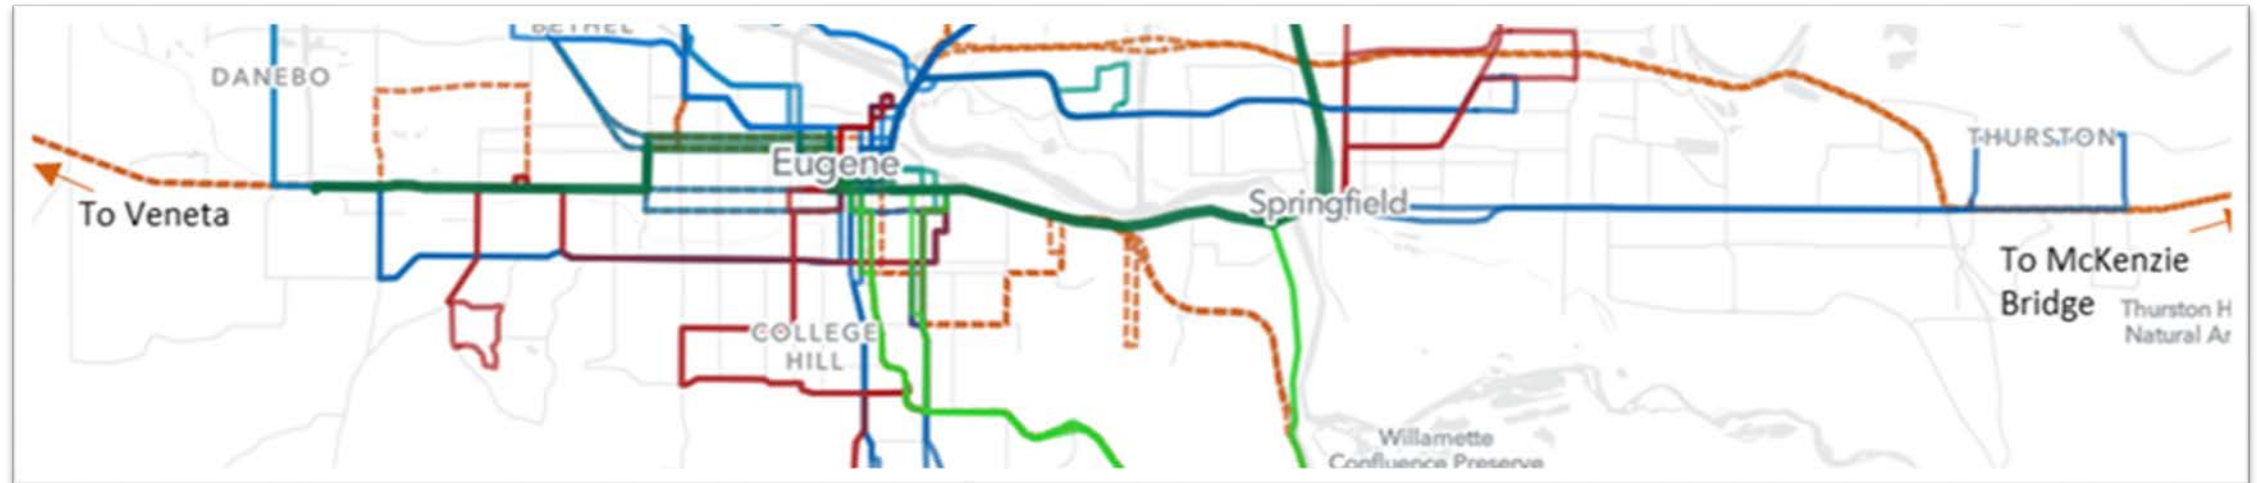 BETHEL
DANEBO
THURSTON
Eugene
Springfield
To Veneta
To McKenzie
Bridge
Thurston H
Natural Ar
COLLEGE
HILL
Willamette
Confluence Preserve